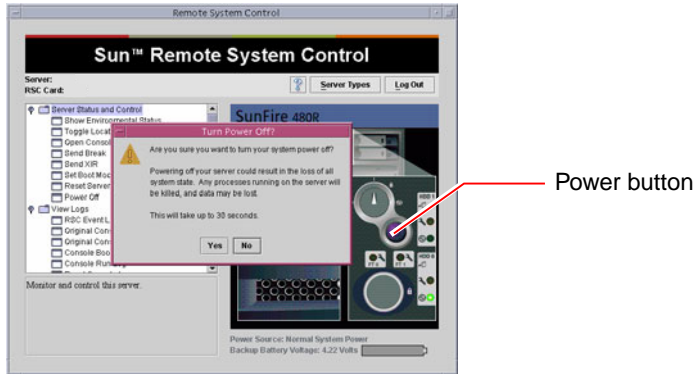 Remote System Control
Sun™ Remote System Control
Server:
RSC Card:
Server Types
Log Out
Server Status and Control
Show Environmental Status
Toggle Locat
Open Consol
Send Break
Send XIR
Set Boot Mod
Reset Server
Power Off
View Logs
RSC Event L
Original Con
Original Con
Console Boo
Console Run
SunFire 480R
Turn Power Off?
Are you sure you want to turn your system power off?
Powering off your server could result in the loss of all
system state. Any processes running on the server will
be killed, and data may be lost.
This will take up to 30 seconds.
Yes
No
Monitor and control this server.
Power Source: Normal System Power
Backup Battery Voltage: 4.22 Volts
Power button